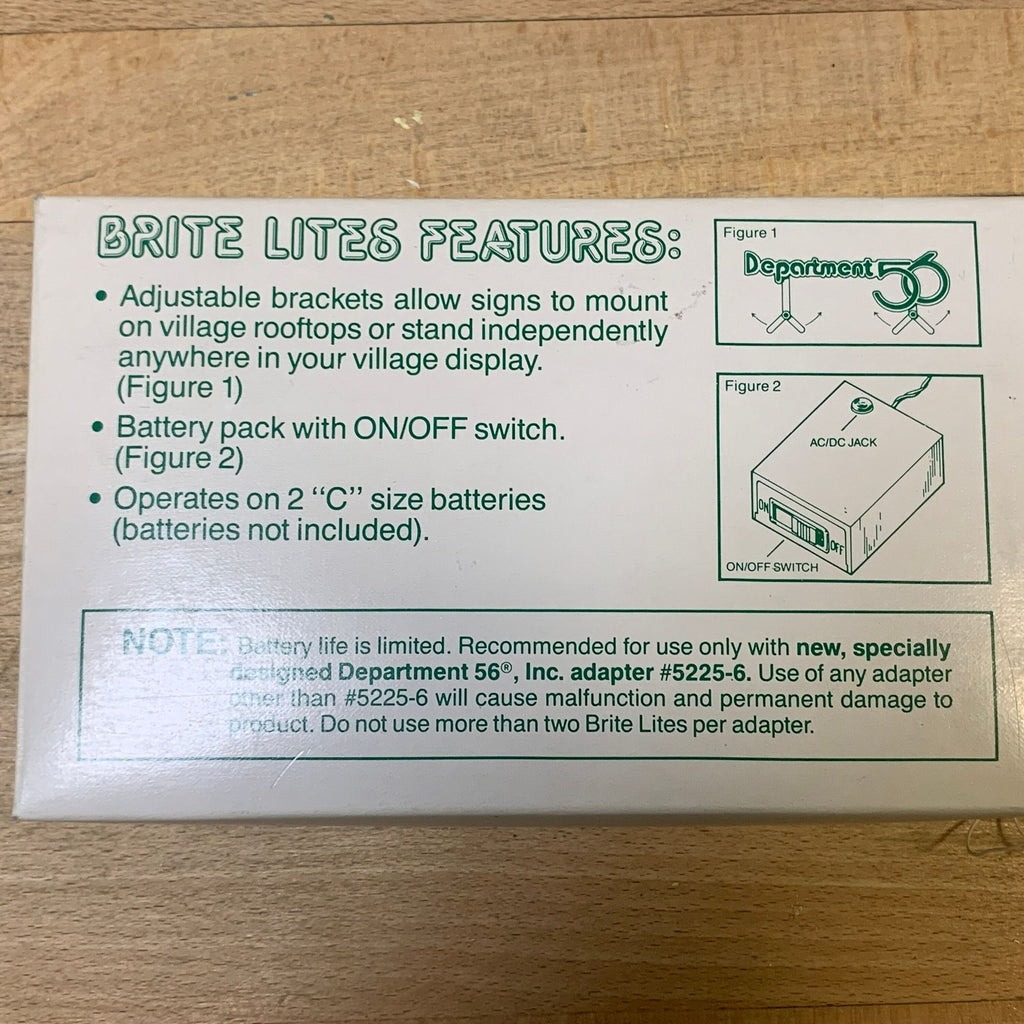 BRITE LITES FEATURES:
• Adjustable brackets allow signs to mount
on village rooftops or stand independently
anywhere in your village display.
(Figure 1)
• Battery pack with ON/OFF switch.
(Figure 2)
• Operates on 2 “C” size batteries
(batteries not included).
Figure 1
Department 56
Figure 2
AC/DC JACK
ON
OFF
ON/OFF SWITCH
NOTE: Battery life is limited. Recommended for use only with new, specially
designed Department 56®, Inc. adapter #5225-6. Use of any adapter
other than #5225-6 will cause malfunction and permanent damage to
product. Do not use more than two Brite Lites per adapter.